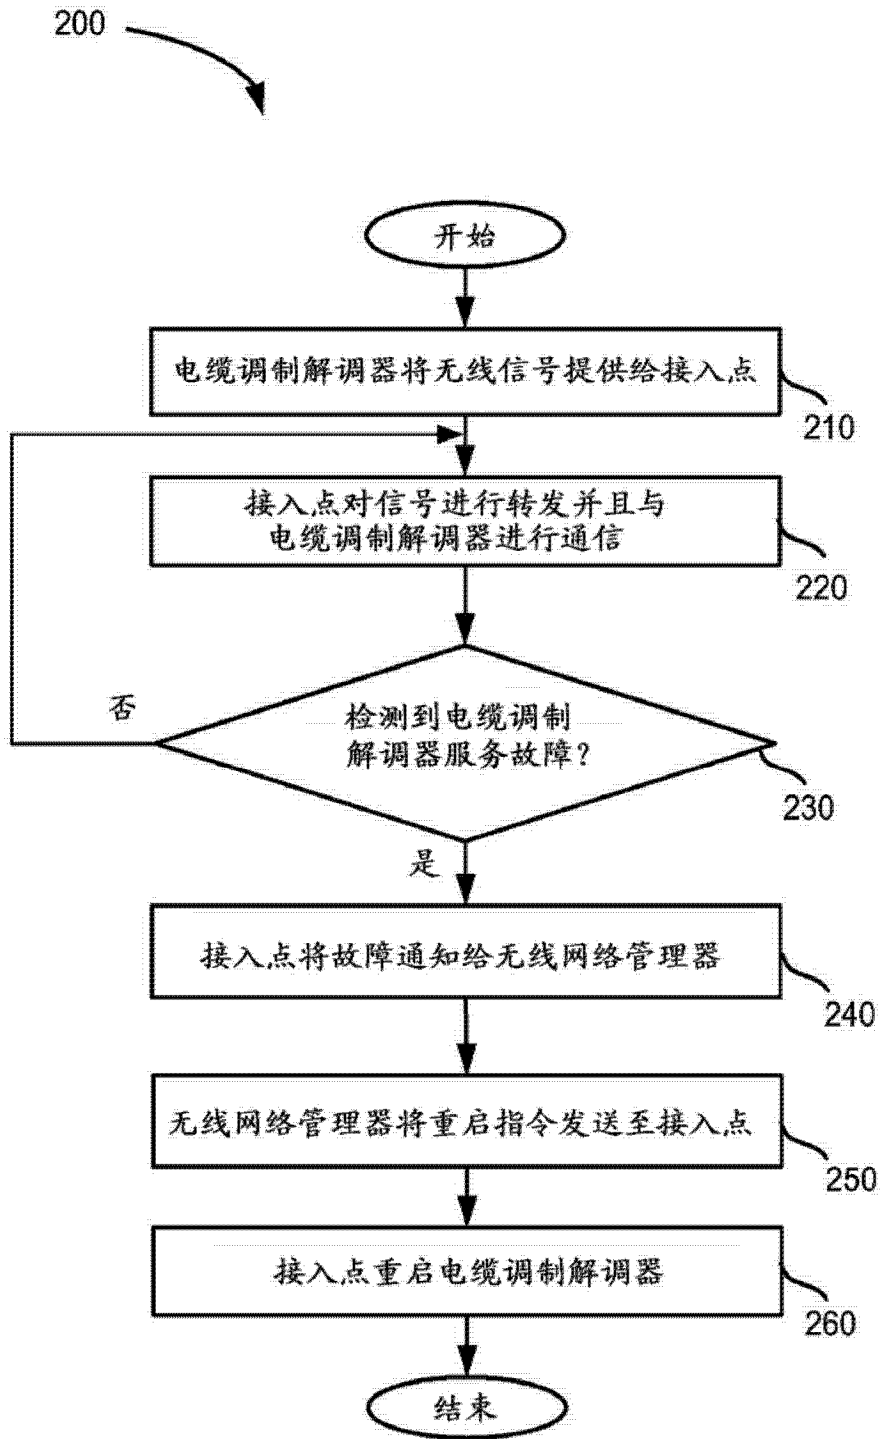 200
开始
电缆调制解调器将无线信号提供给接入点
210
接入点对信号进行转发并且与
电缆调制解调器进行通信
220
否
检测到电缆调制
解调器服务故障?
230
是
接入点将故障通知给无线网络管理器
240
无线网络管理器将重启指令发送至接入点
250
接入点重启电缆调制解调器
260
结束